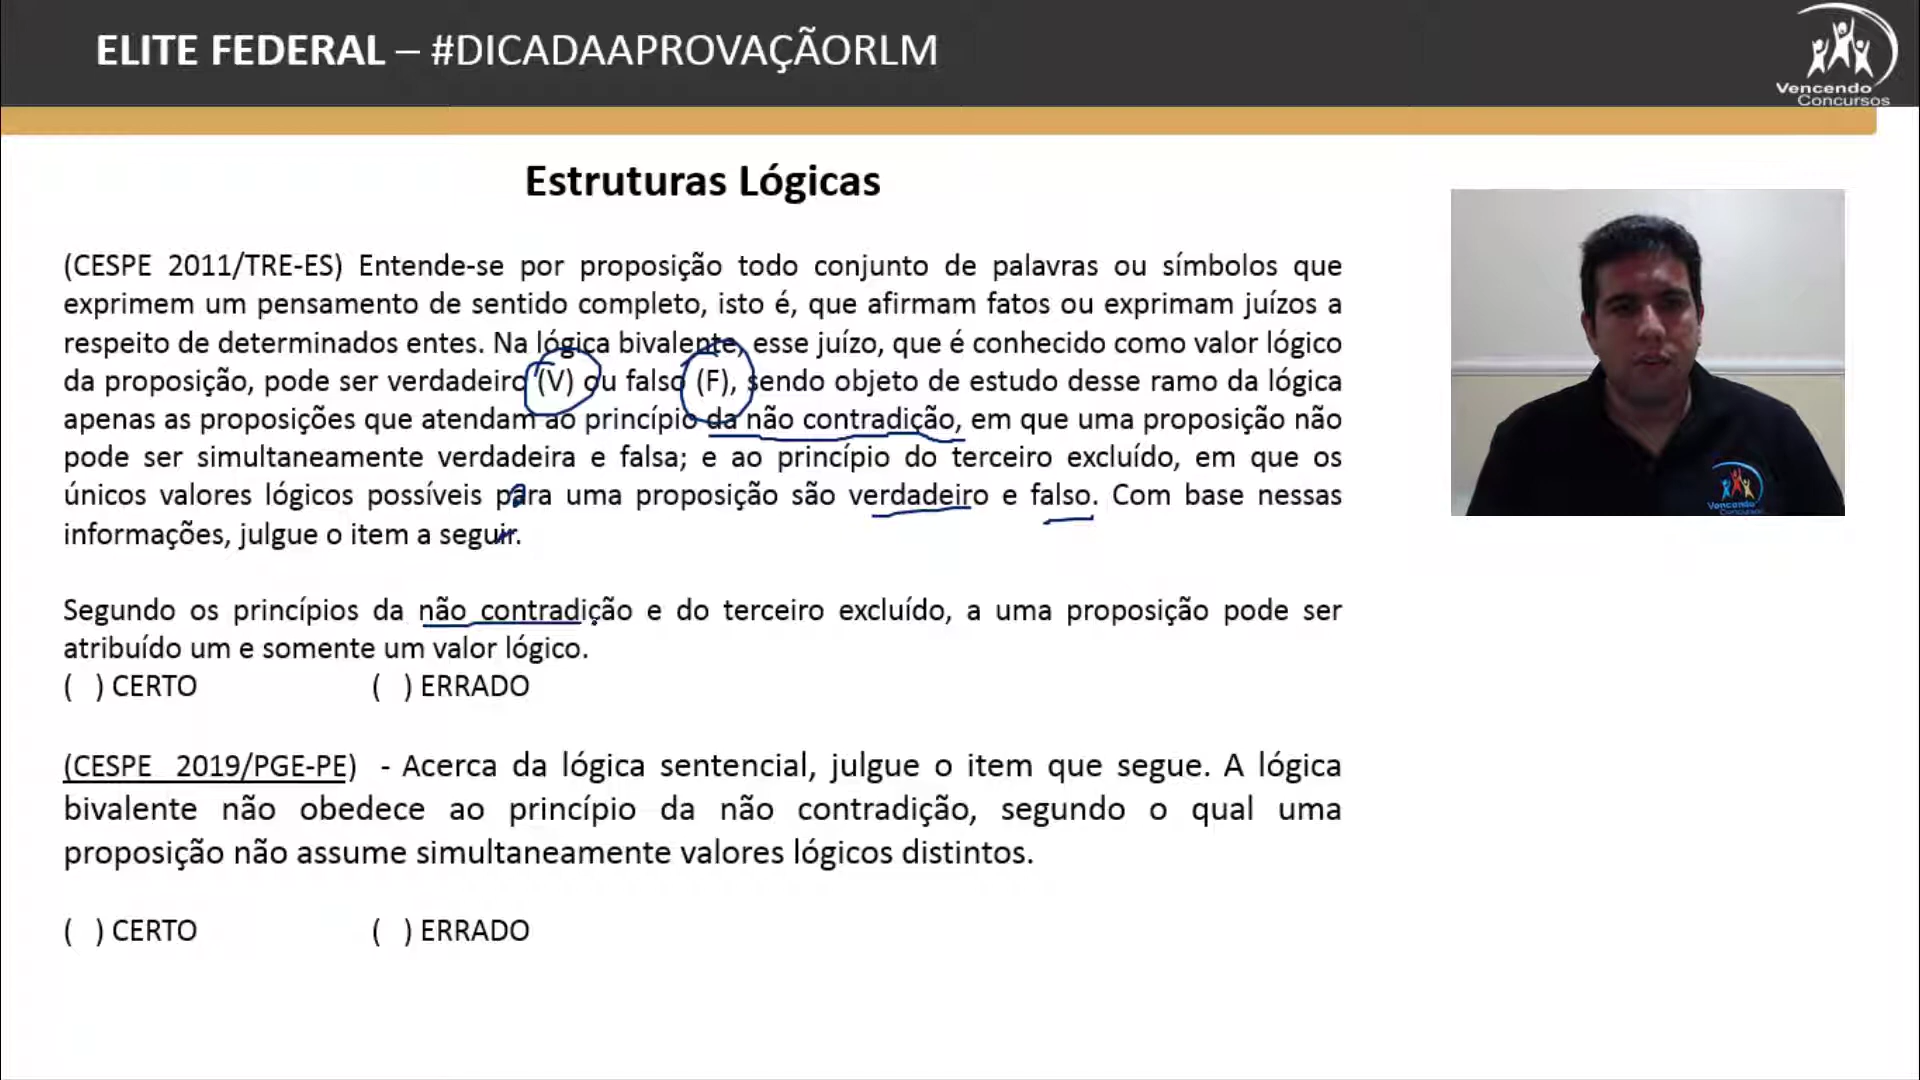 ELITE FEDERAL – #DICADAAPROVAÇÃORLM
Vencendo
Concursos
Estruturas Lógicas
(CESPE 2011/TRE-ES) Entende-se por proposição todo conjunto de palavras ou símbolos que
exprimem um pensamento de sentido completo, isto é, que afirmam fatos ou exprimam juízos a
respeito de determinados entes. Na lógica bivalente, esse juízo, que é conhecido como valor lógico
da proposição, pode ser verdadeiro (V) ou falso (F), sendo objeto de estudo desse ramo da lógica
apenas as proposições que atendam ao princípio da não contradição, em que uma proposição não
pode ser simultaneamente verdadeira e falsa; e ao princípio do terceiro excluído, em que os
únicos valores lógicos possíveis para uma proposição são verdadeiro e falso. Com base nessas
informações, julgue o item a seguir.
Segundo os princípios da não contradição e do terceiro excluído, a uma proposição pode ser
atribuído um e somente um valor lógico.
( ) CERTO ( ) ERRADO
(CESPE 2019/PGE-PE) - Acerca da lógica sentencial, julgue o item que segue. A lógica
bivalente não obedece ao princípio da não contradição, segundo o qual uma
proposição não assume simultaneamente valores lógicos distintos.
( ) CERTO ( ) ERRADO
Vencendo
Concursos